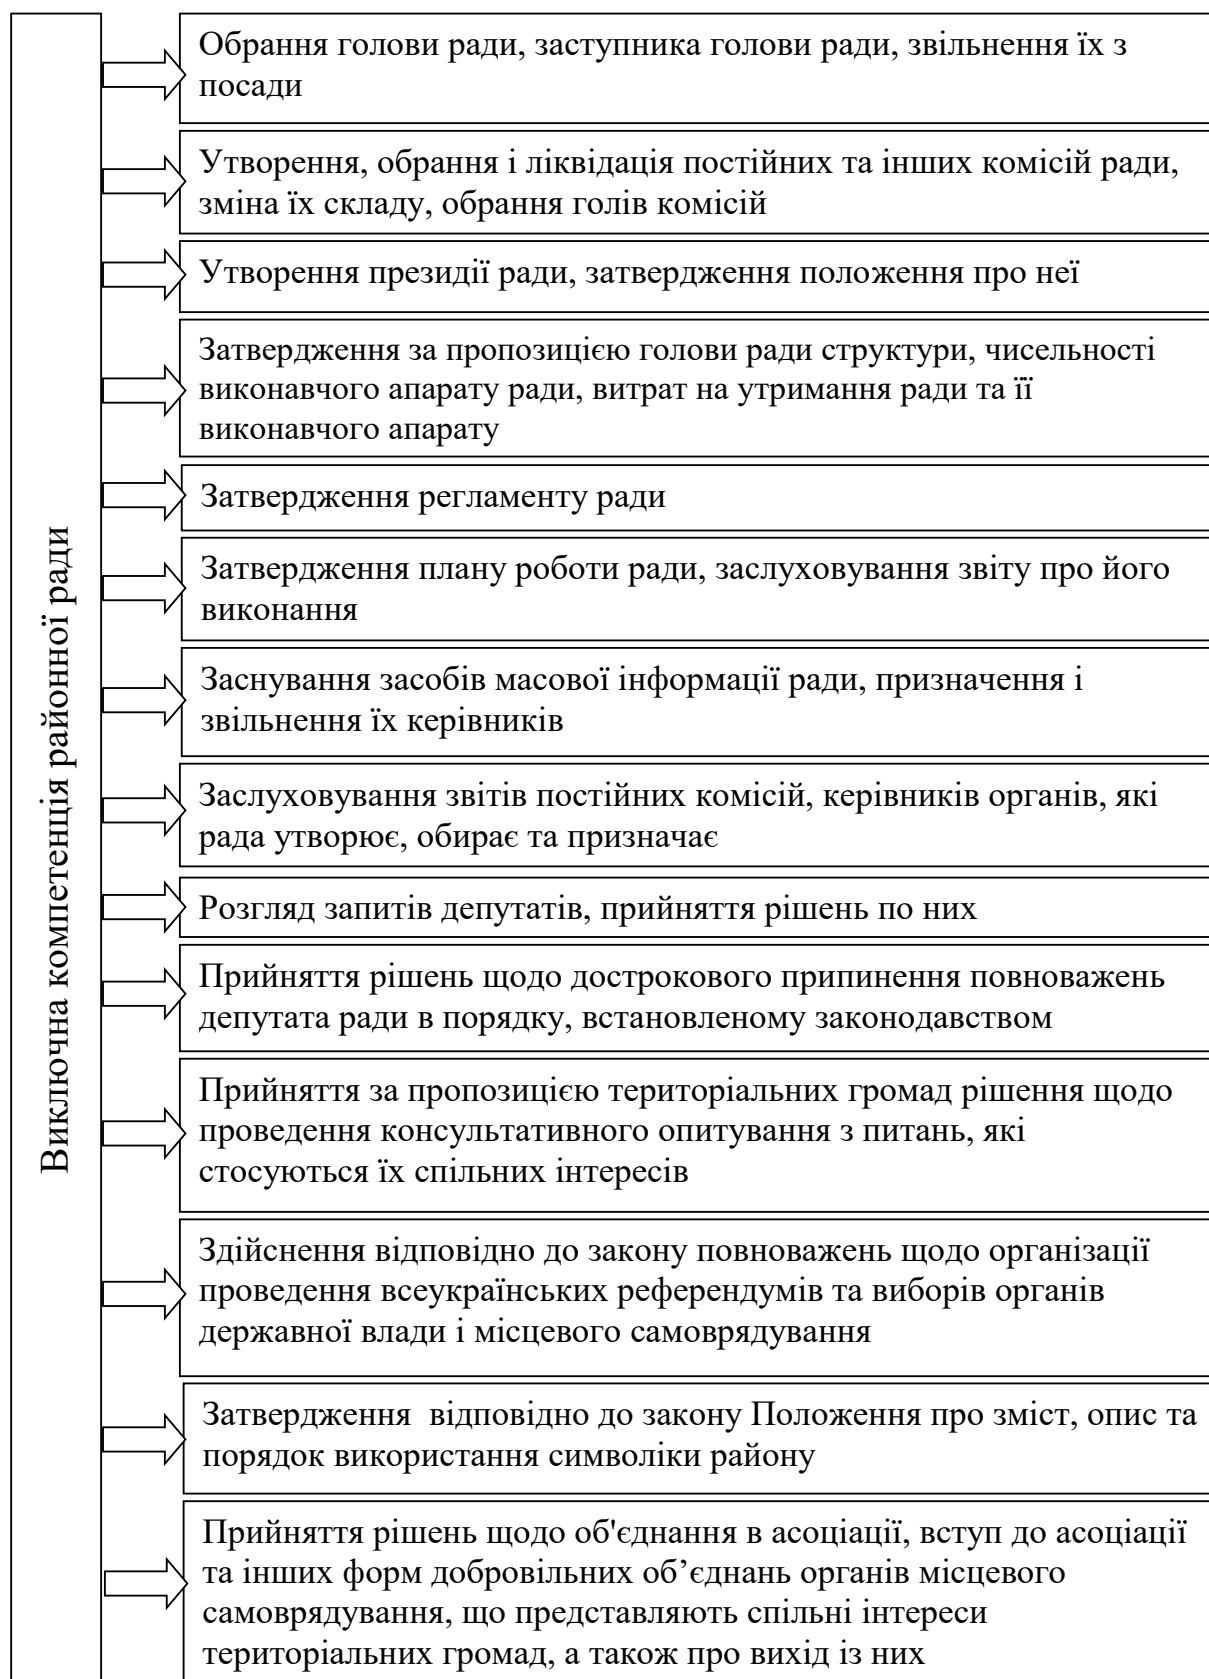 Виключна компетенція районної ради
Обрання голови ради, заступника голови ради, звільнення їх з
посади
Утворення, обрання і ліквідація постійних та інших комісій ради,
зміна їх складу, обрання голів комісій
Утворення президії ради, затвердження положення про неї
Затвердження за пропозицією голови ради структури, чисельності
виконавчого апарату ради, витрат на утримання ради та її
виконавчого апарату
Затвердження регламенту ради
Затвердження плану роботи ради, заслуховування звіту про його
виконання
Заснування засобів масової інформації ради, призначення і
звільнення їх керівників
Заслуховування звітів постійних комісій, керівників органів, які
рада утворює, обирає та призначає
Розгляд запитів депутатів, прийняття рішень по них
Прийняття рішень щодо дострокового припинення повноважень
депутата ради в порядку, встановленому законодавством
Прийняття за пропозицією територіальних громад рішення щодо
проведення консультативного опитування з питань, які
стосуються їх спільних інтересів
Здійснення відповідно до закону повноважень щодо організації
проведення всеукраїнських референдумів та виборів органів
державної влади і місцевого самоврядування
Затвердження  відповідно до закону Положення про зміст, опис та
порядок використання символіки району
Прийняття рішень щодо об'єднання в асоціації, вступ до асоціації
та інших форм добровільних об’єднань органів місцевого
самоврядування, що представляють спільні інтереси
територіальних громад, а також про вихід із них